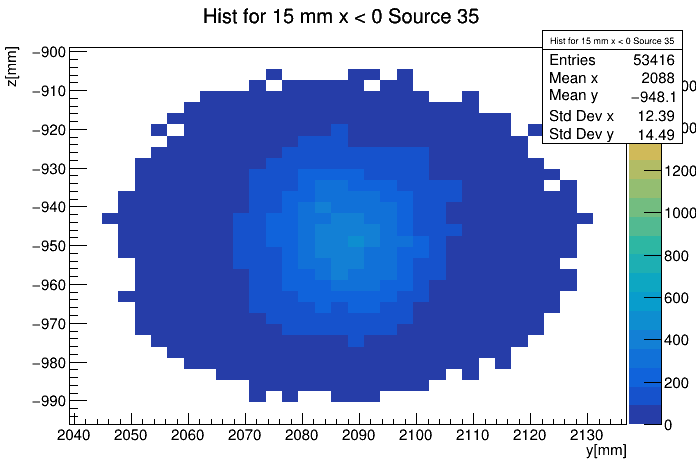 Hist for 15 mm x < 0 Source 35
Hist for 15 mm x < 0 Source 35
Entries 53416
Mean x 2088
Mean y −948.1
Std Dev x 12.39
Std Dev y 14.49
z[mm]
−900
−910
−920
−930
−940
−950
−960
−970
−980
−990
2040 2050 2060 2070 2080 2090 2100 2110 2120 2130
y[mm]
1200
1000
800
600
400
200
0